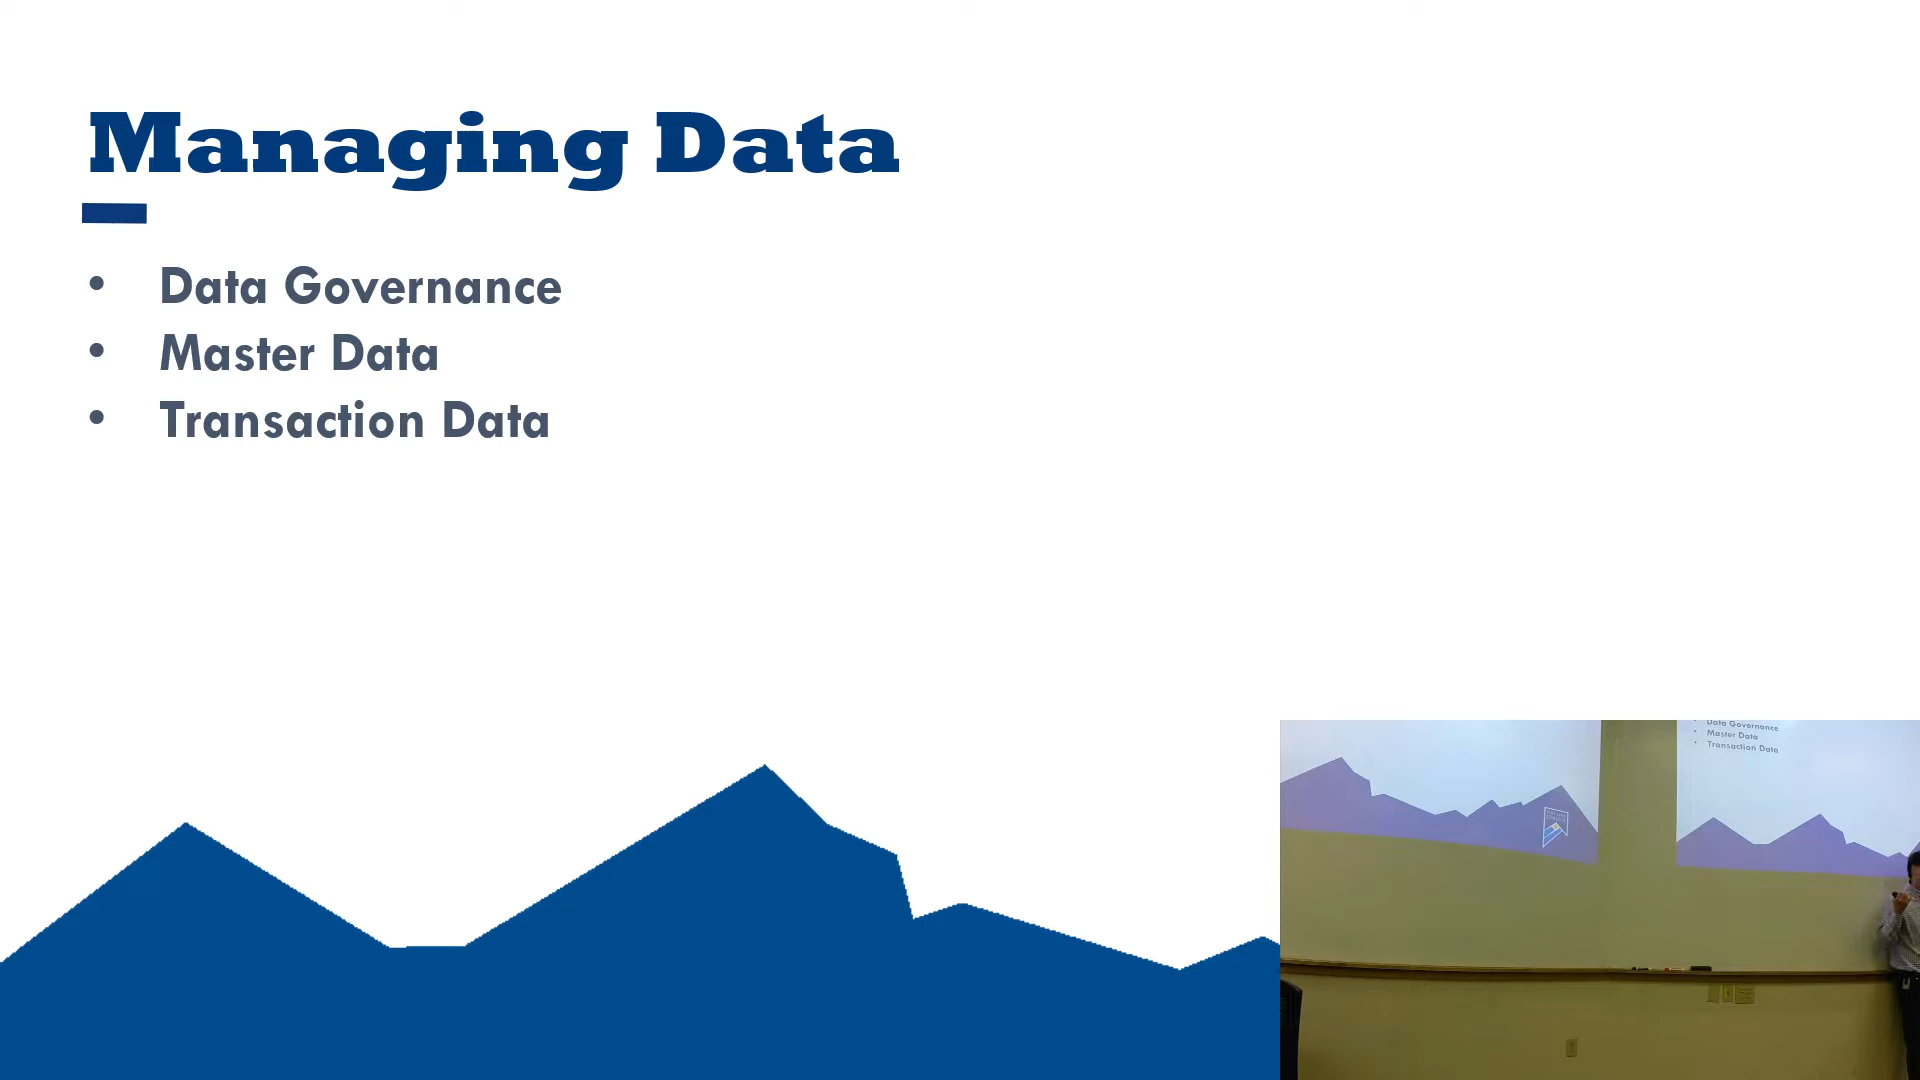 Managing Data
• Data Governance
• Master Data
• Transaction Data
• Data Governance
• Master Data
• Transaction Data